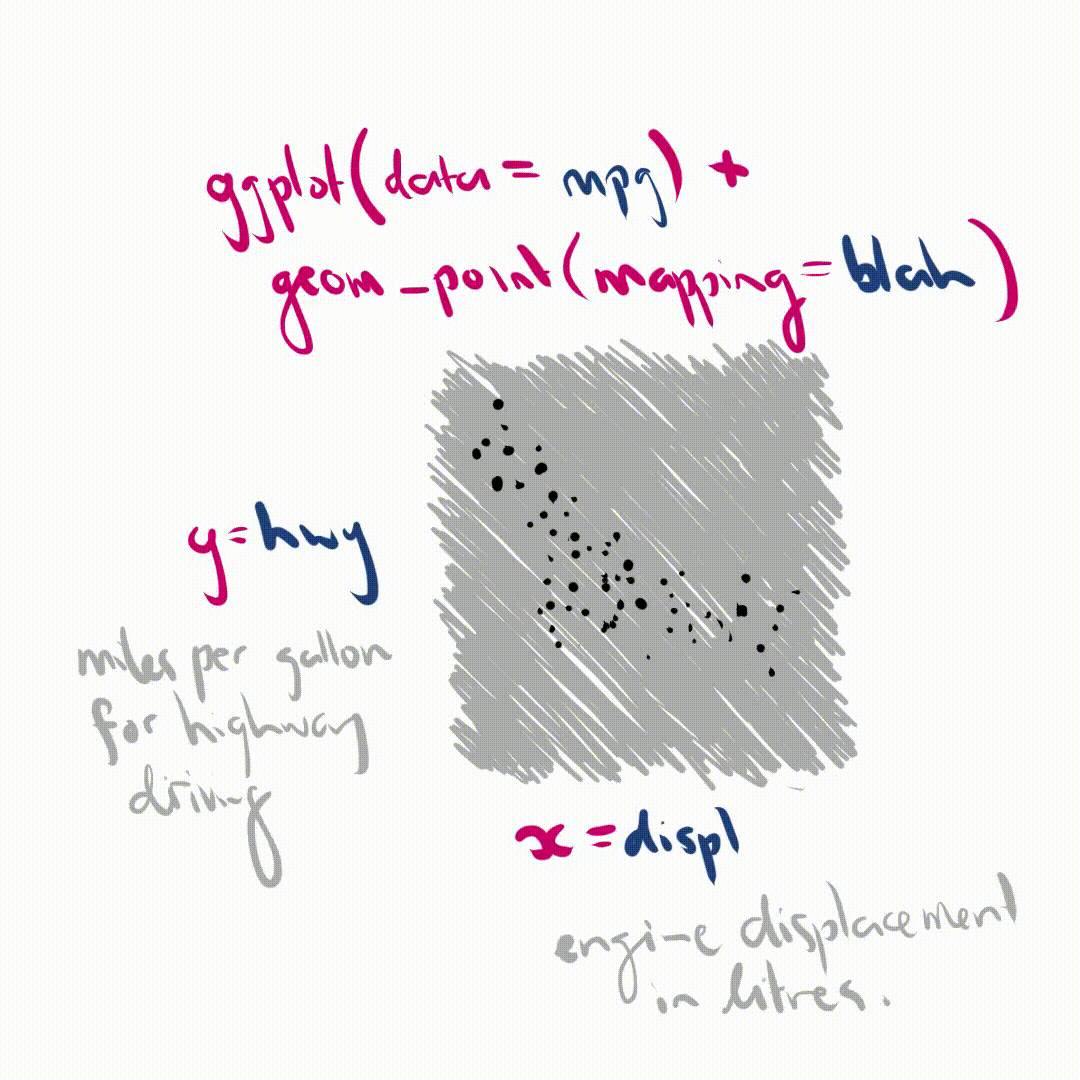 ggplot(data = mpg) +
geom_point(mapping = blah)
y = hwy
miles per gallon
for highway
driving
x = displ
engine displacement
in litres.